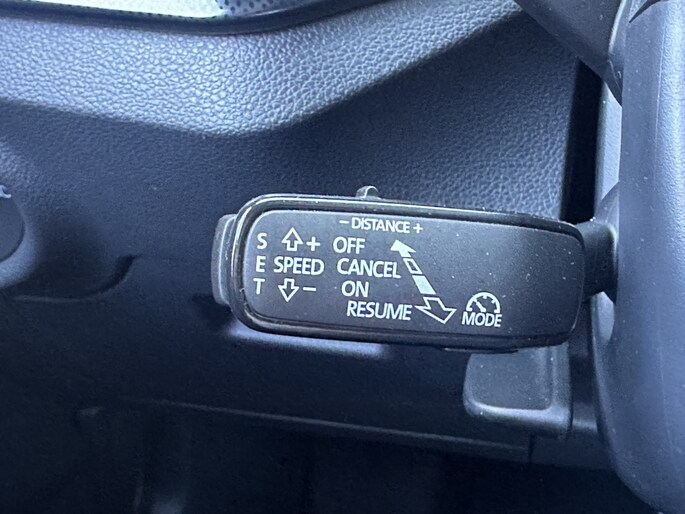 − DISTANCE +
S + OFF
E SPEED CANCEL
T − ON
RESUME
MODE